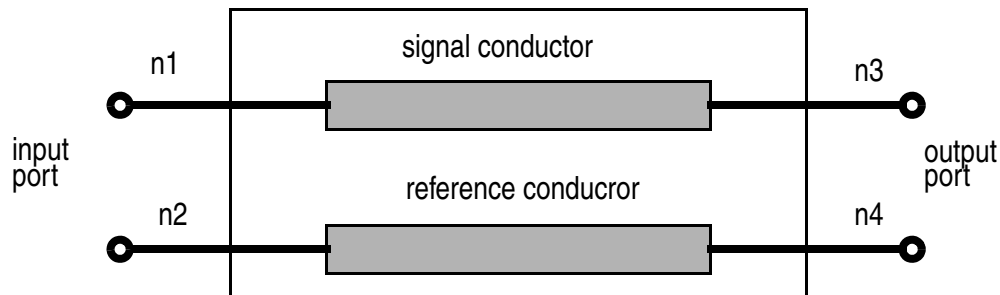 signal conductor
n1
n3
input
port
output
port
reference conducror
n2
n4